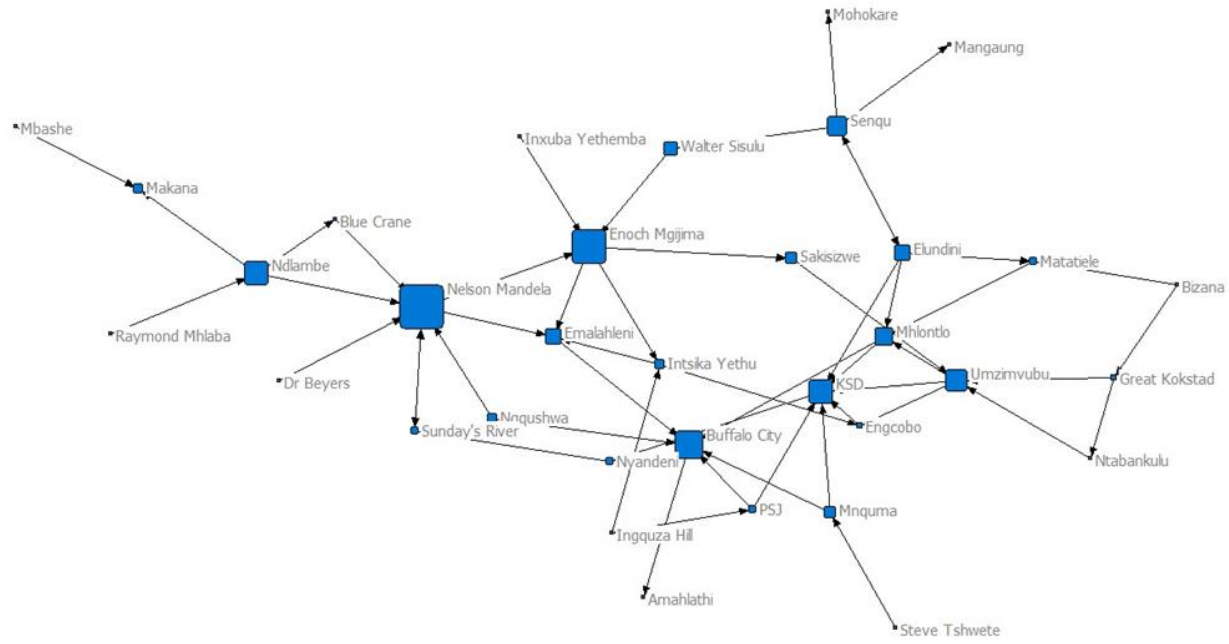 Mohokare
Mangaung
Senqu
Mbashe
Inxuba Yethemba
Walter Sisulu
Makana
Blue Crane
Enoch Mgijima
Elundini
Sakisizwe
Matatiele
Ndlambe
Bizana
Nelson Mandela
Raymond Mhlaba
Emalahleni
Mhlontlo
Intsika Yethu
Umzimvubu
Great Kokstad
Dr Beyers
KSD
Nqqushwa
Engcobo
Sunday's River
Buffalo City
Nyandeni
Ntabankulu
PSJ
Mnquma
Ingquza Hill
Amahlathi
Steve Tshwete